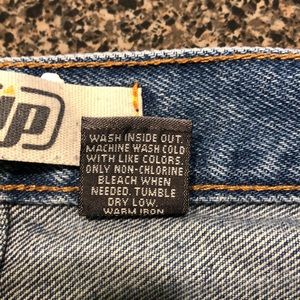 WASH INSIDE OUT.
MACHINE WASH COLD
WITH LIKE COLORS.
ONLY NON-CHLORINE
BLEACH WHEN
NEEDED. TUMBLE
DRY LOW.
WARM IRON